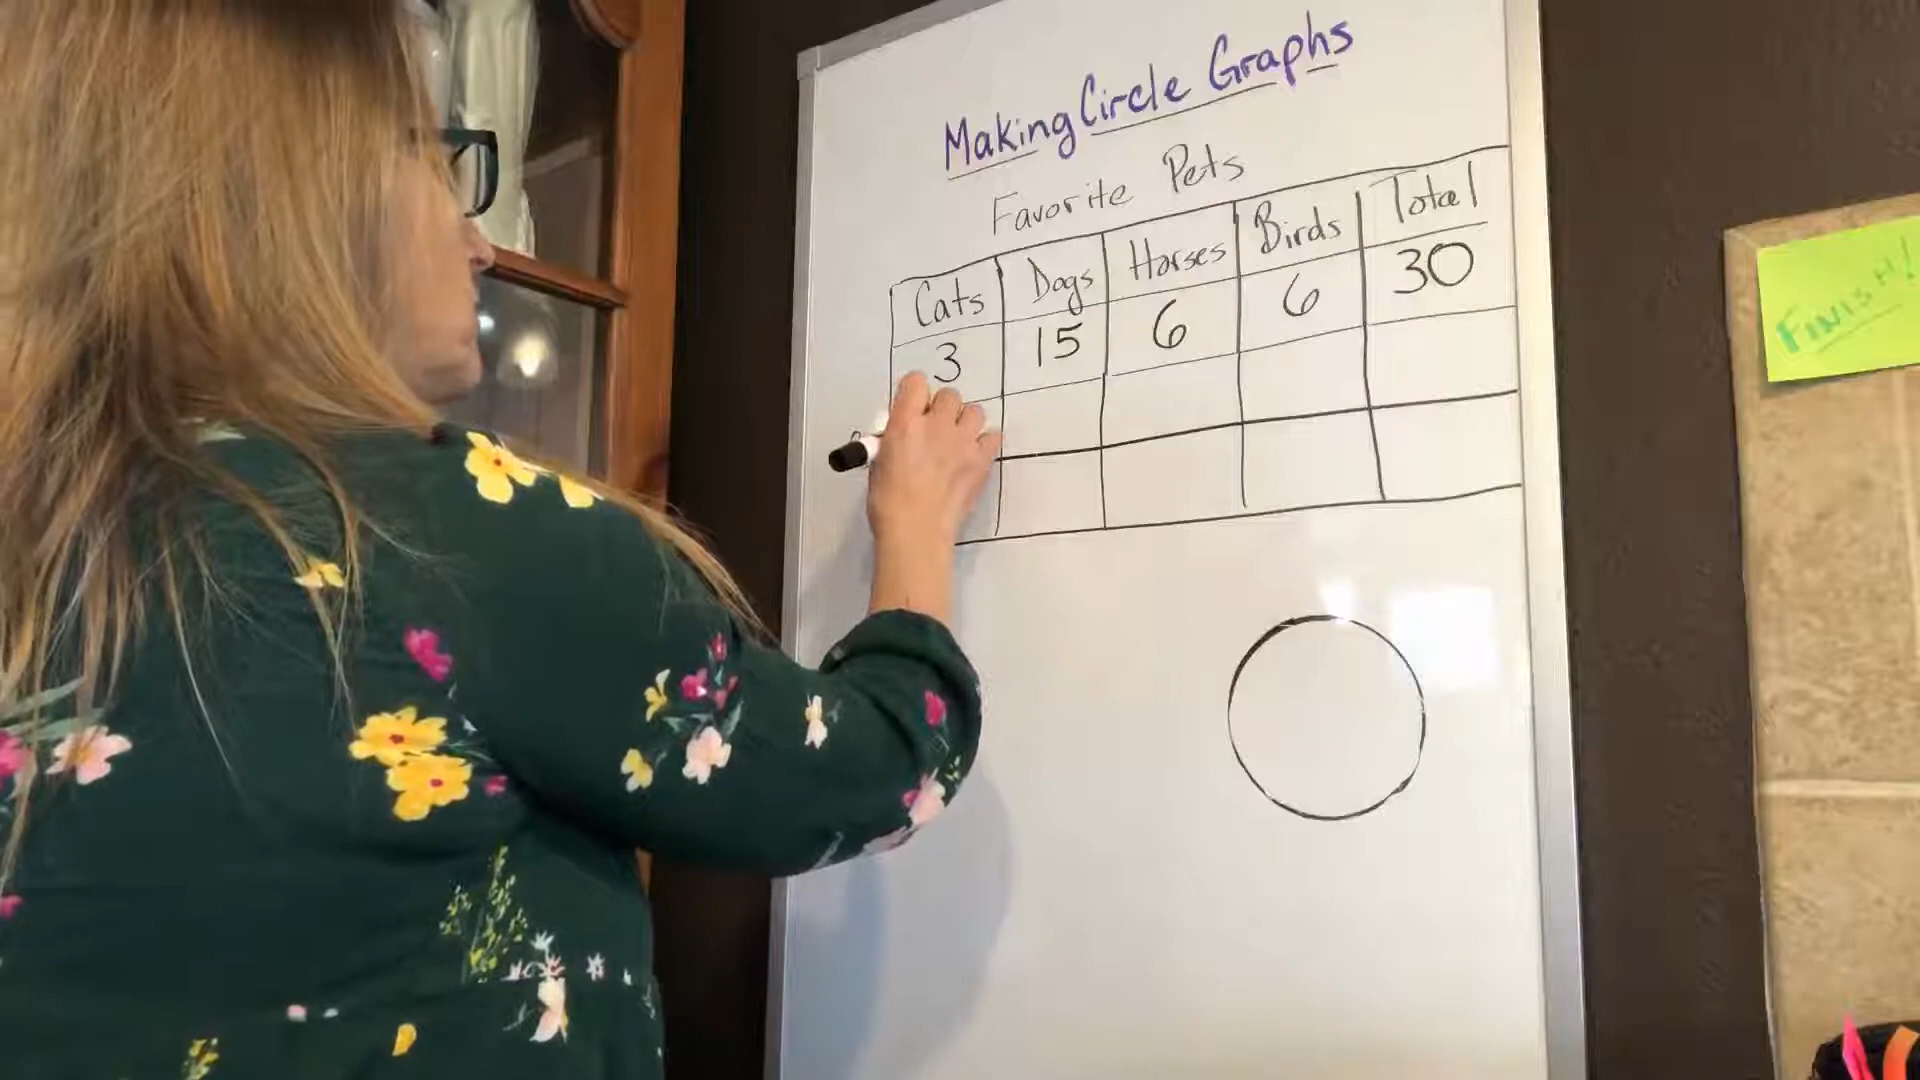 Making Circle Graphs
Favorite Pets
Cats Dogs Horses Birds Total
3 15 6 6 30
FINISH!